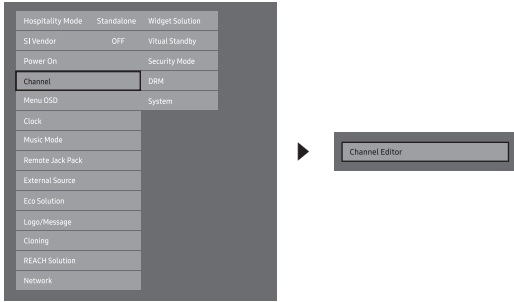 Hospitality Mode Standalone
SI Vendor OFF
Power On
Channel
Menu OSD
Clock
Music Mode
Remote Jack Pack
External Source
Eco Solution
Logo/Message
Cloning
REACH Solution
Network
Widget Solution
Vitual Standby
Security Mode
DRM
System
Channel Editor